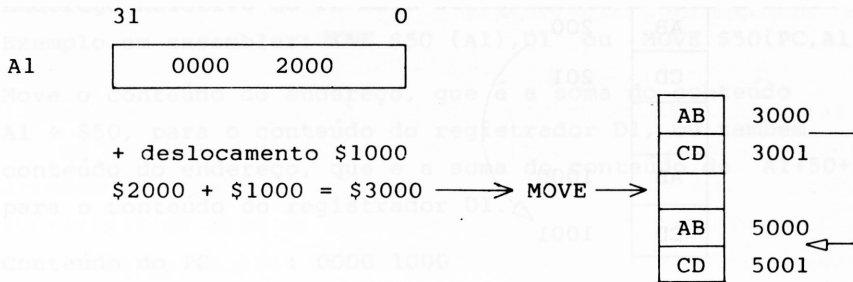 31 0
A1 0000 2000
AB 3000
CD 3001
+ deslocamento $1000
$2000 + $1000 = $3000 MOVE
AB 5000
CD 5001